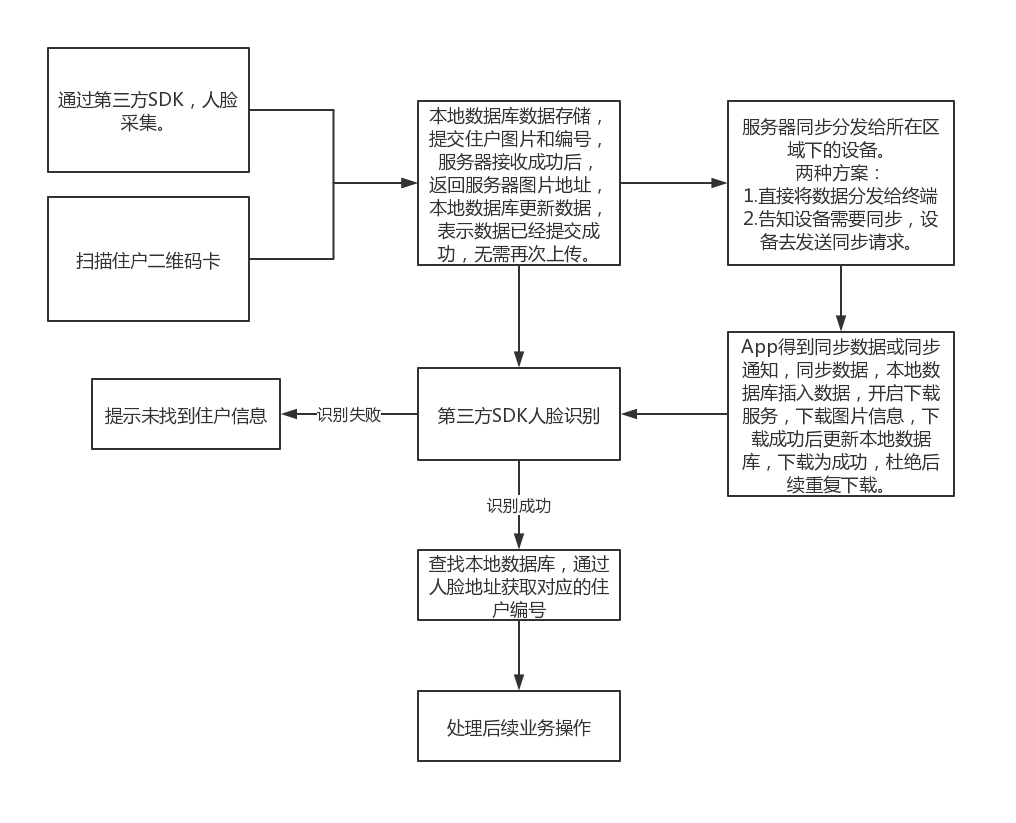 通过第三方SDK，人脸
采集。
扫描住户二维码卡
本地数据库数据存储，
提交住户图片和编号，
服务器接收成功后，
返回服务器图片地址，
本地数据库更新数据，
表示数据已经提交成
功，无需再次上传。
服务器同步分发给所在区
域下的设备。
两种方案：
1.直接将数据分发给终端
2.告知设备需要同步，设
备去发送同步请求。
App得到同步数据或同步
通知，同步数据，本地数
据库插入数据，开启下载
服务，下载图片信息，下
载成功后更新本地数据
库，下载为成功，杜绝后
续重复下载。
第三方SDK人脸识别
识别失败
提示未找到住户信息
识别成功
查找本地数据库，通过
人脸地址获取对应的住
户编号
处理后续业务操作